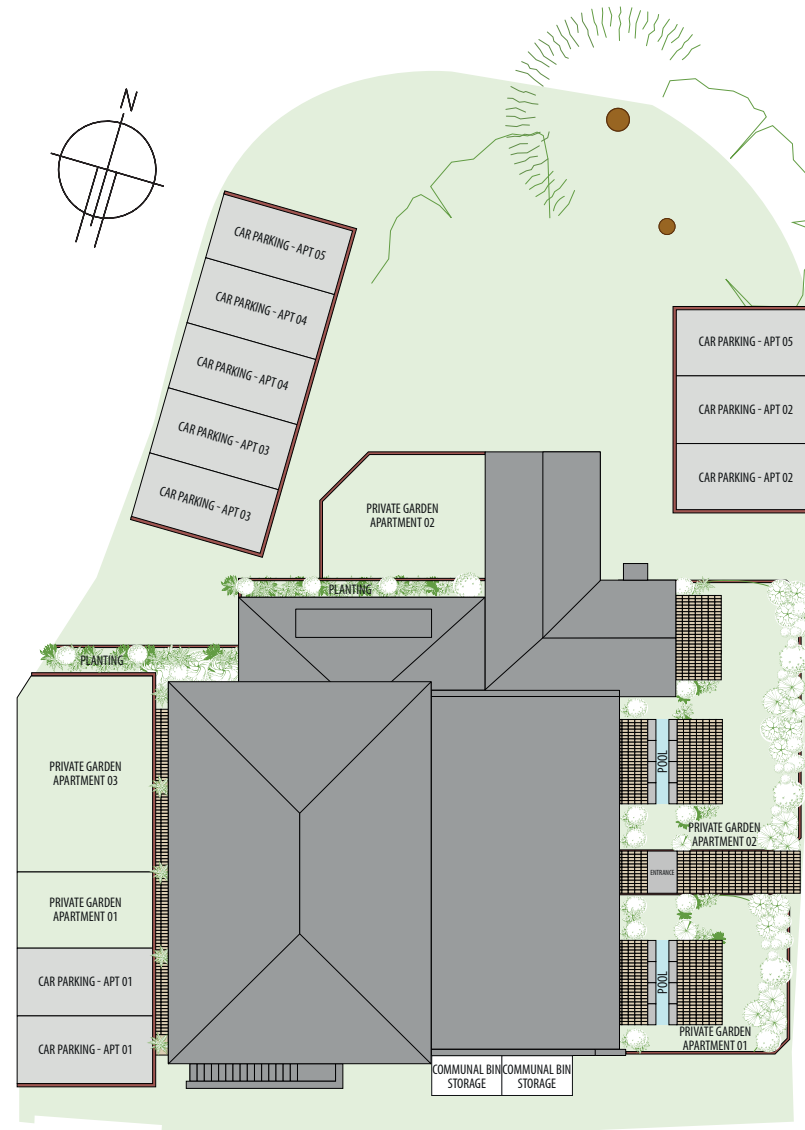 N
CAR PARKING - APT 05
CAR PARKING - APT 04
CAR PARKING - APT 04
CAR PARKING - APT 03
CAR PARKING - APT 03
CAR PARKING - APT 05
CAR PARKING - APT 02
CAR PARKING - APT 02
PRIVATE GARDEN
APARTMENT 02
PLANTING
PLANTING
PRIVATE GARDEN
APARTMENT 03
POOL
PRIVATE GARDEN
APARTMENT 02
ENTRANCE
PRIVATE GARDEN
APARTMENT 01
CAR PARKING - APT 01
POOL
CAR PARKING - APT 01
PRIVATE GARDEN
APARTMENT 01
COMMUNAL BIN
STORAGE
COMMUNAL BIN
STORAGE